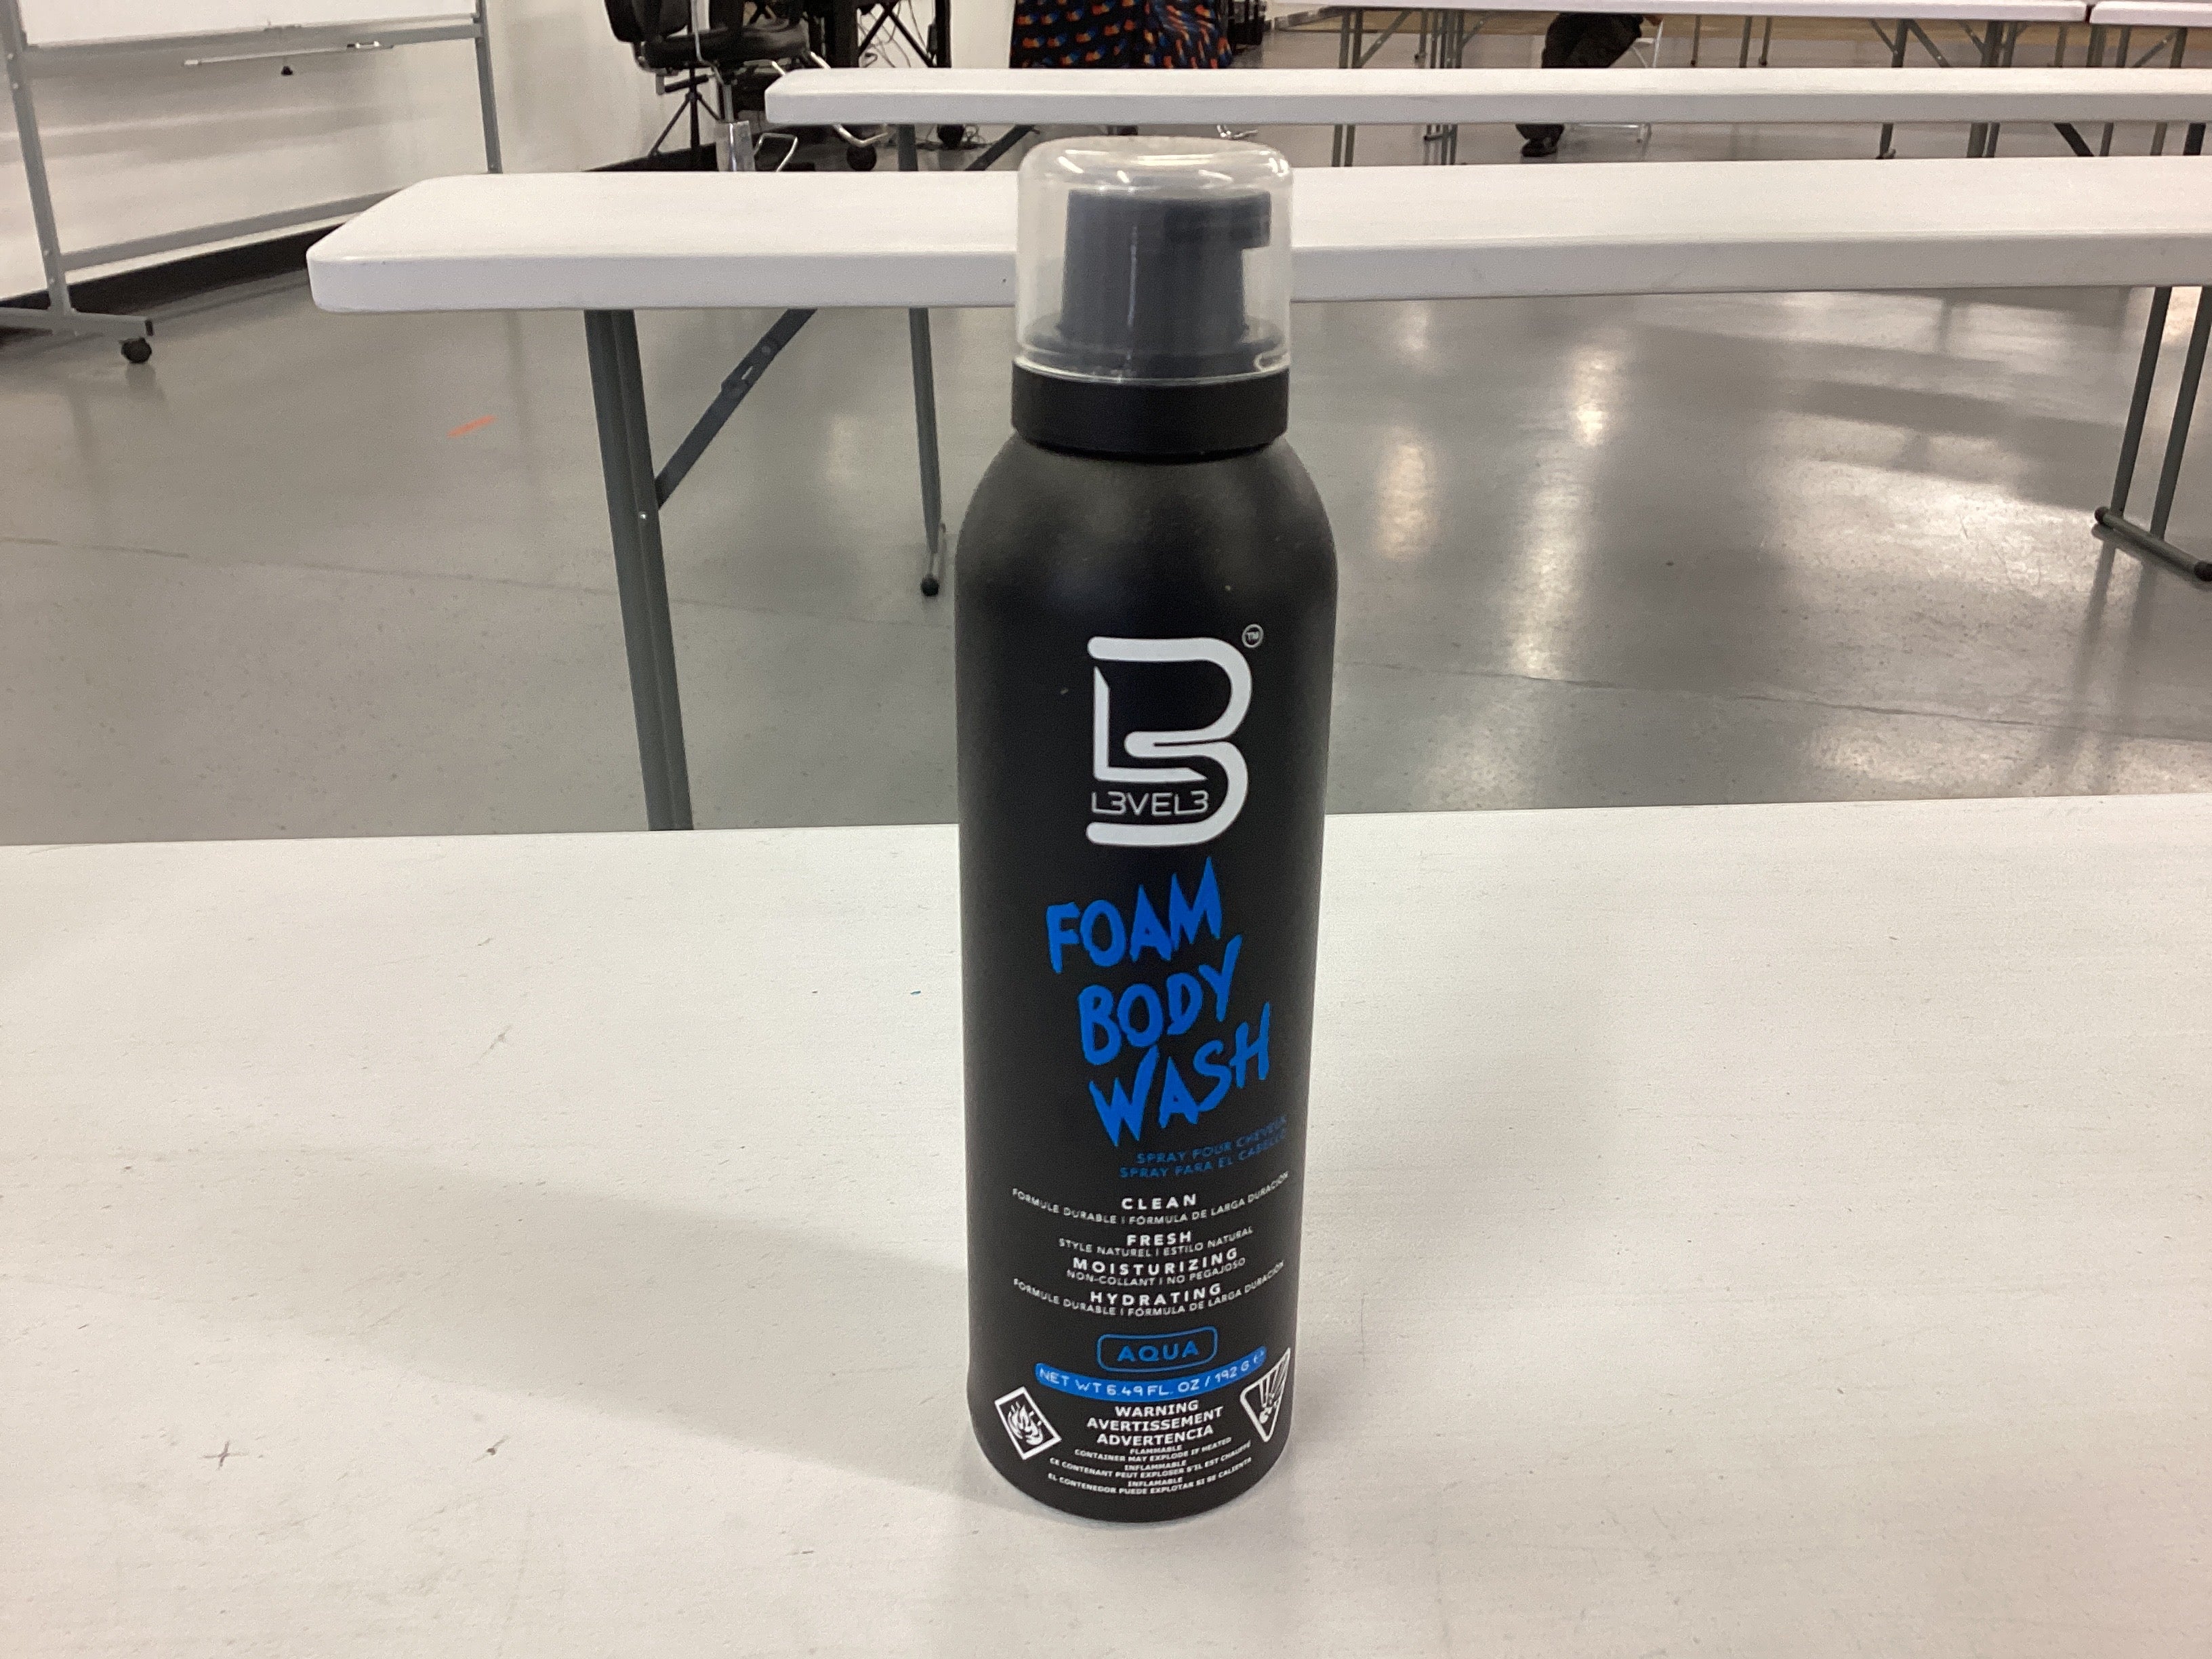 TM
L3VEL3
FOAM
BODY
WASH
SPRAY POUR CHEVEUX
SPRAY PARA EL CABELLO
CLEAN
FORMULE DURABLE | FÓRMULA DE LARGA DURACIÓN
FRESH
STYLE NATUREL | ESTILO NATURAL
MOISTURIZING
NON-COLLANT | NO PEGAJOSO
HYDRATING
FORMULE DURABLE | FÓRMULA DE LARGA DURACIÓN
AQUA
NET WT 6.49 FL. OZ / 192 G e
WARNING
AVERTISSEMENT
ADVERTENCIA
FLAMMABLE
CONTAINER MAY EXPLODE IF HEATED
INFLAMMABLE
CE CONTENANT PEUT EXPLOSER S'IL EST CHAUFFÉ
INFLAMABLE
EL CONTENEDOR PUEDE EXPLOTAR SI SE CALIENTA